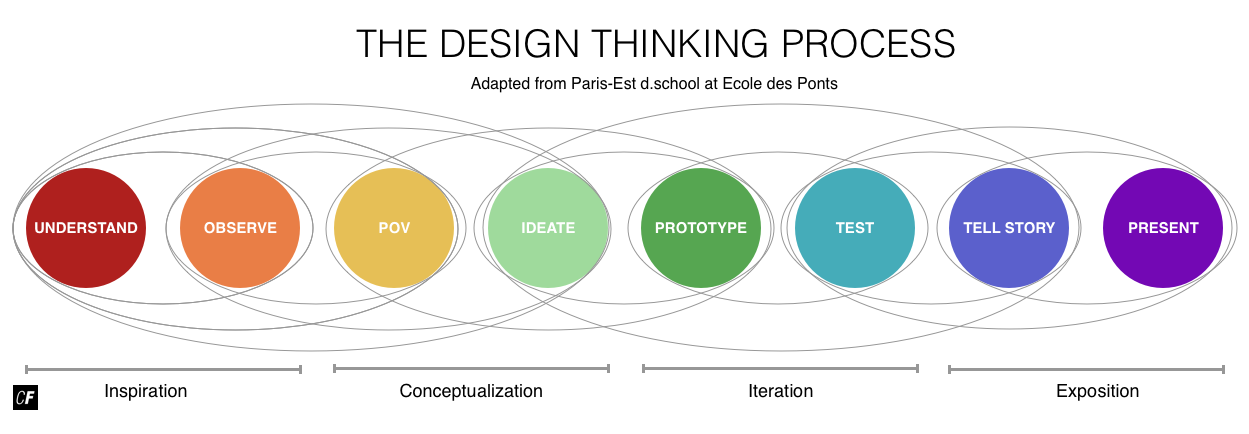 THE DESIGN THINKING PROCESS
Adapted from Paris-Est d.school at Ecole des Ponts
UNDERSTAND
OBSERVE
POV
IDEATE
PROTOTYPE
TEST
TELL STORY
PRESENT
Inspiration
Conceptualization
Iteration
Exposition
CF